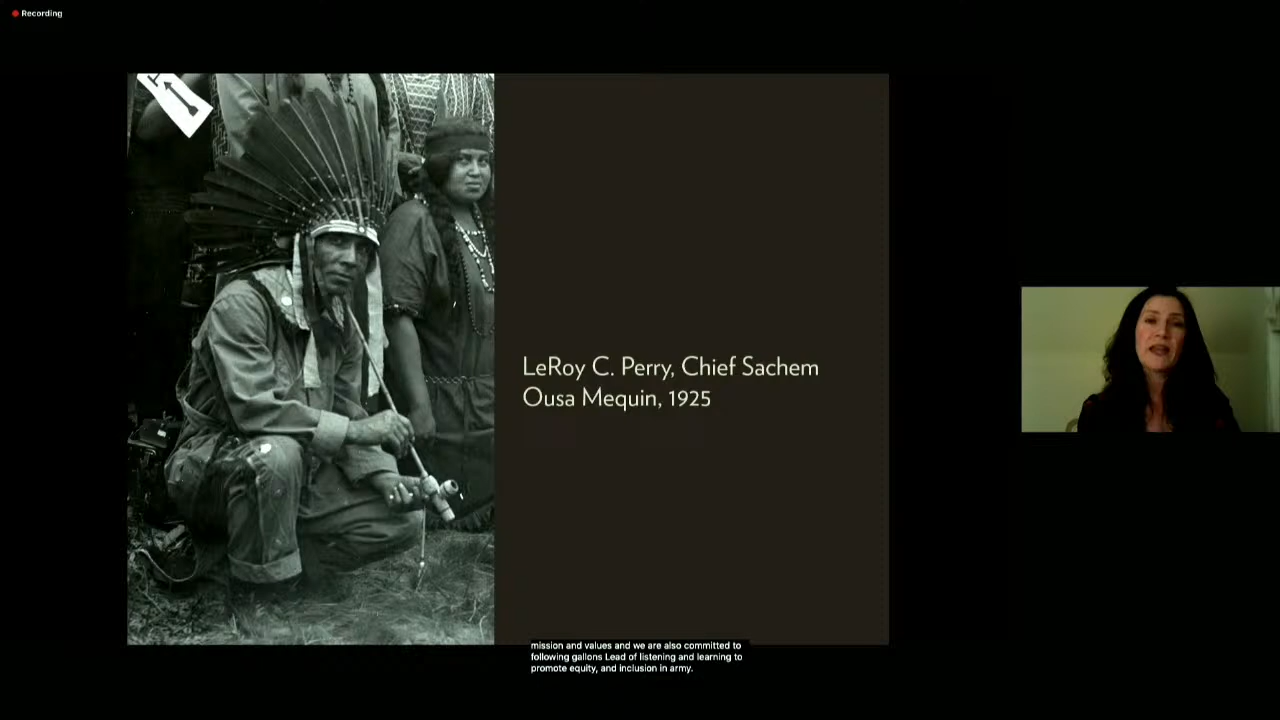 Recording
LeRoy C. Perry, Chief Sachem
Ousa Mequin, 1925
mission and values and we are also committed to
following gallons Lead of listening and learning to
promote equity, and inclusion in army.